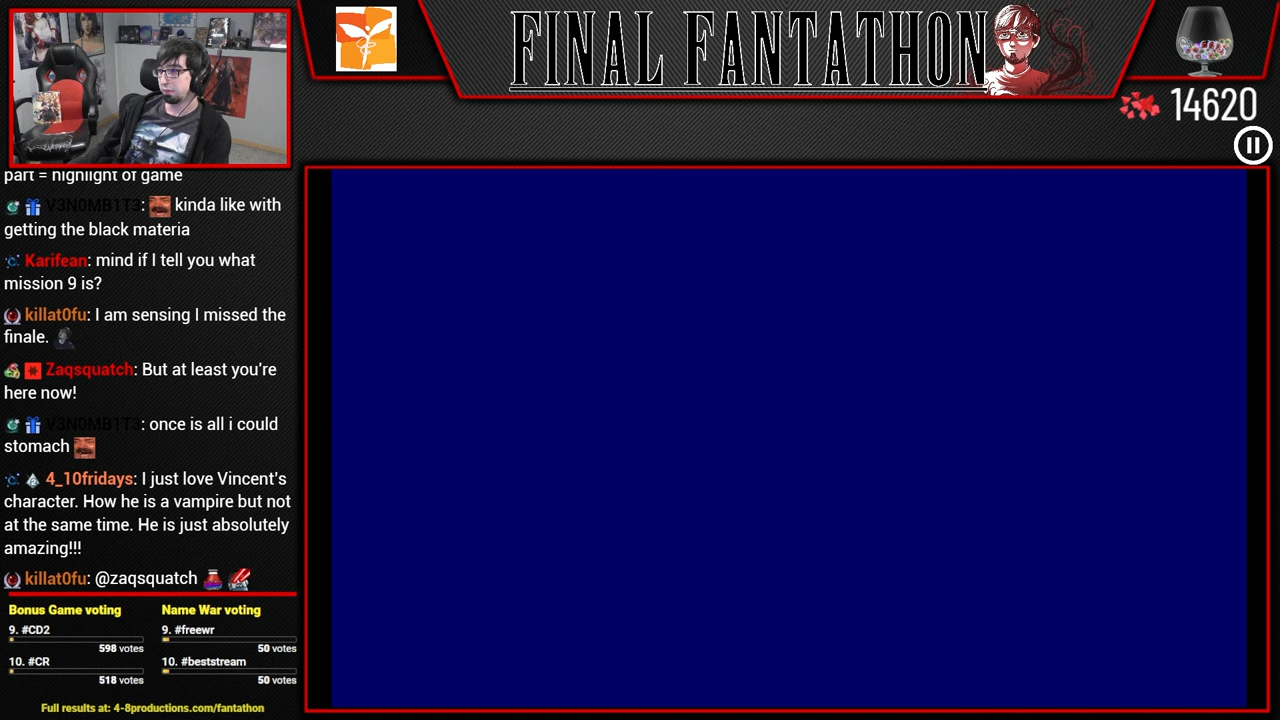 FINAL FANTATHON
14620
part = highlight of game
V3N0MB1T3: kinda like with
getting the black materia
Karifean: mind if I tell you what
mission 9 is?
killat0fu: I am sensing I missed the
finale.
Zaqsquatch: But at least you're
here now!
V3N0MB1T3: once is all i could
stomach
4_10fridays: I just love Vincent's
character. How he is a vampire but not
at the same time. He is just absolutely
amazing!!!
killat0fu: @zaqsquatch
Bonus Game voting
9. #CD2
598 votes
10. #CR
518 votes
Name War voting
9. #freewr
50 votes
10. #beststream
50 votes
Full results at: 4-8productions.com/fantathon